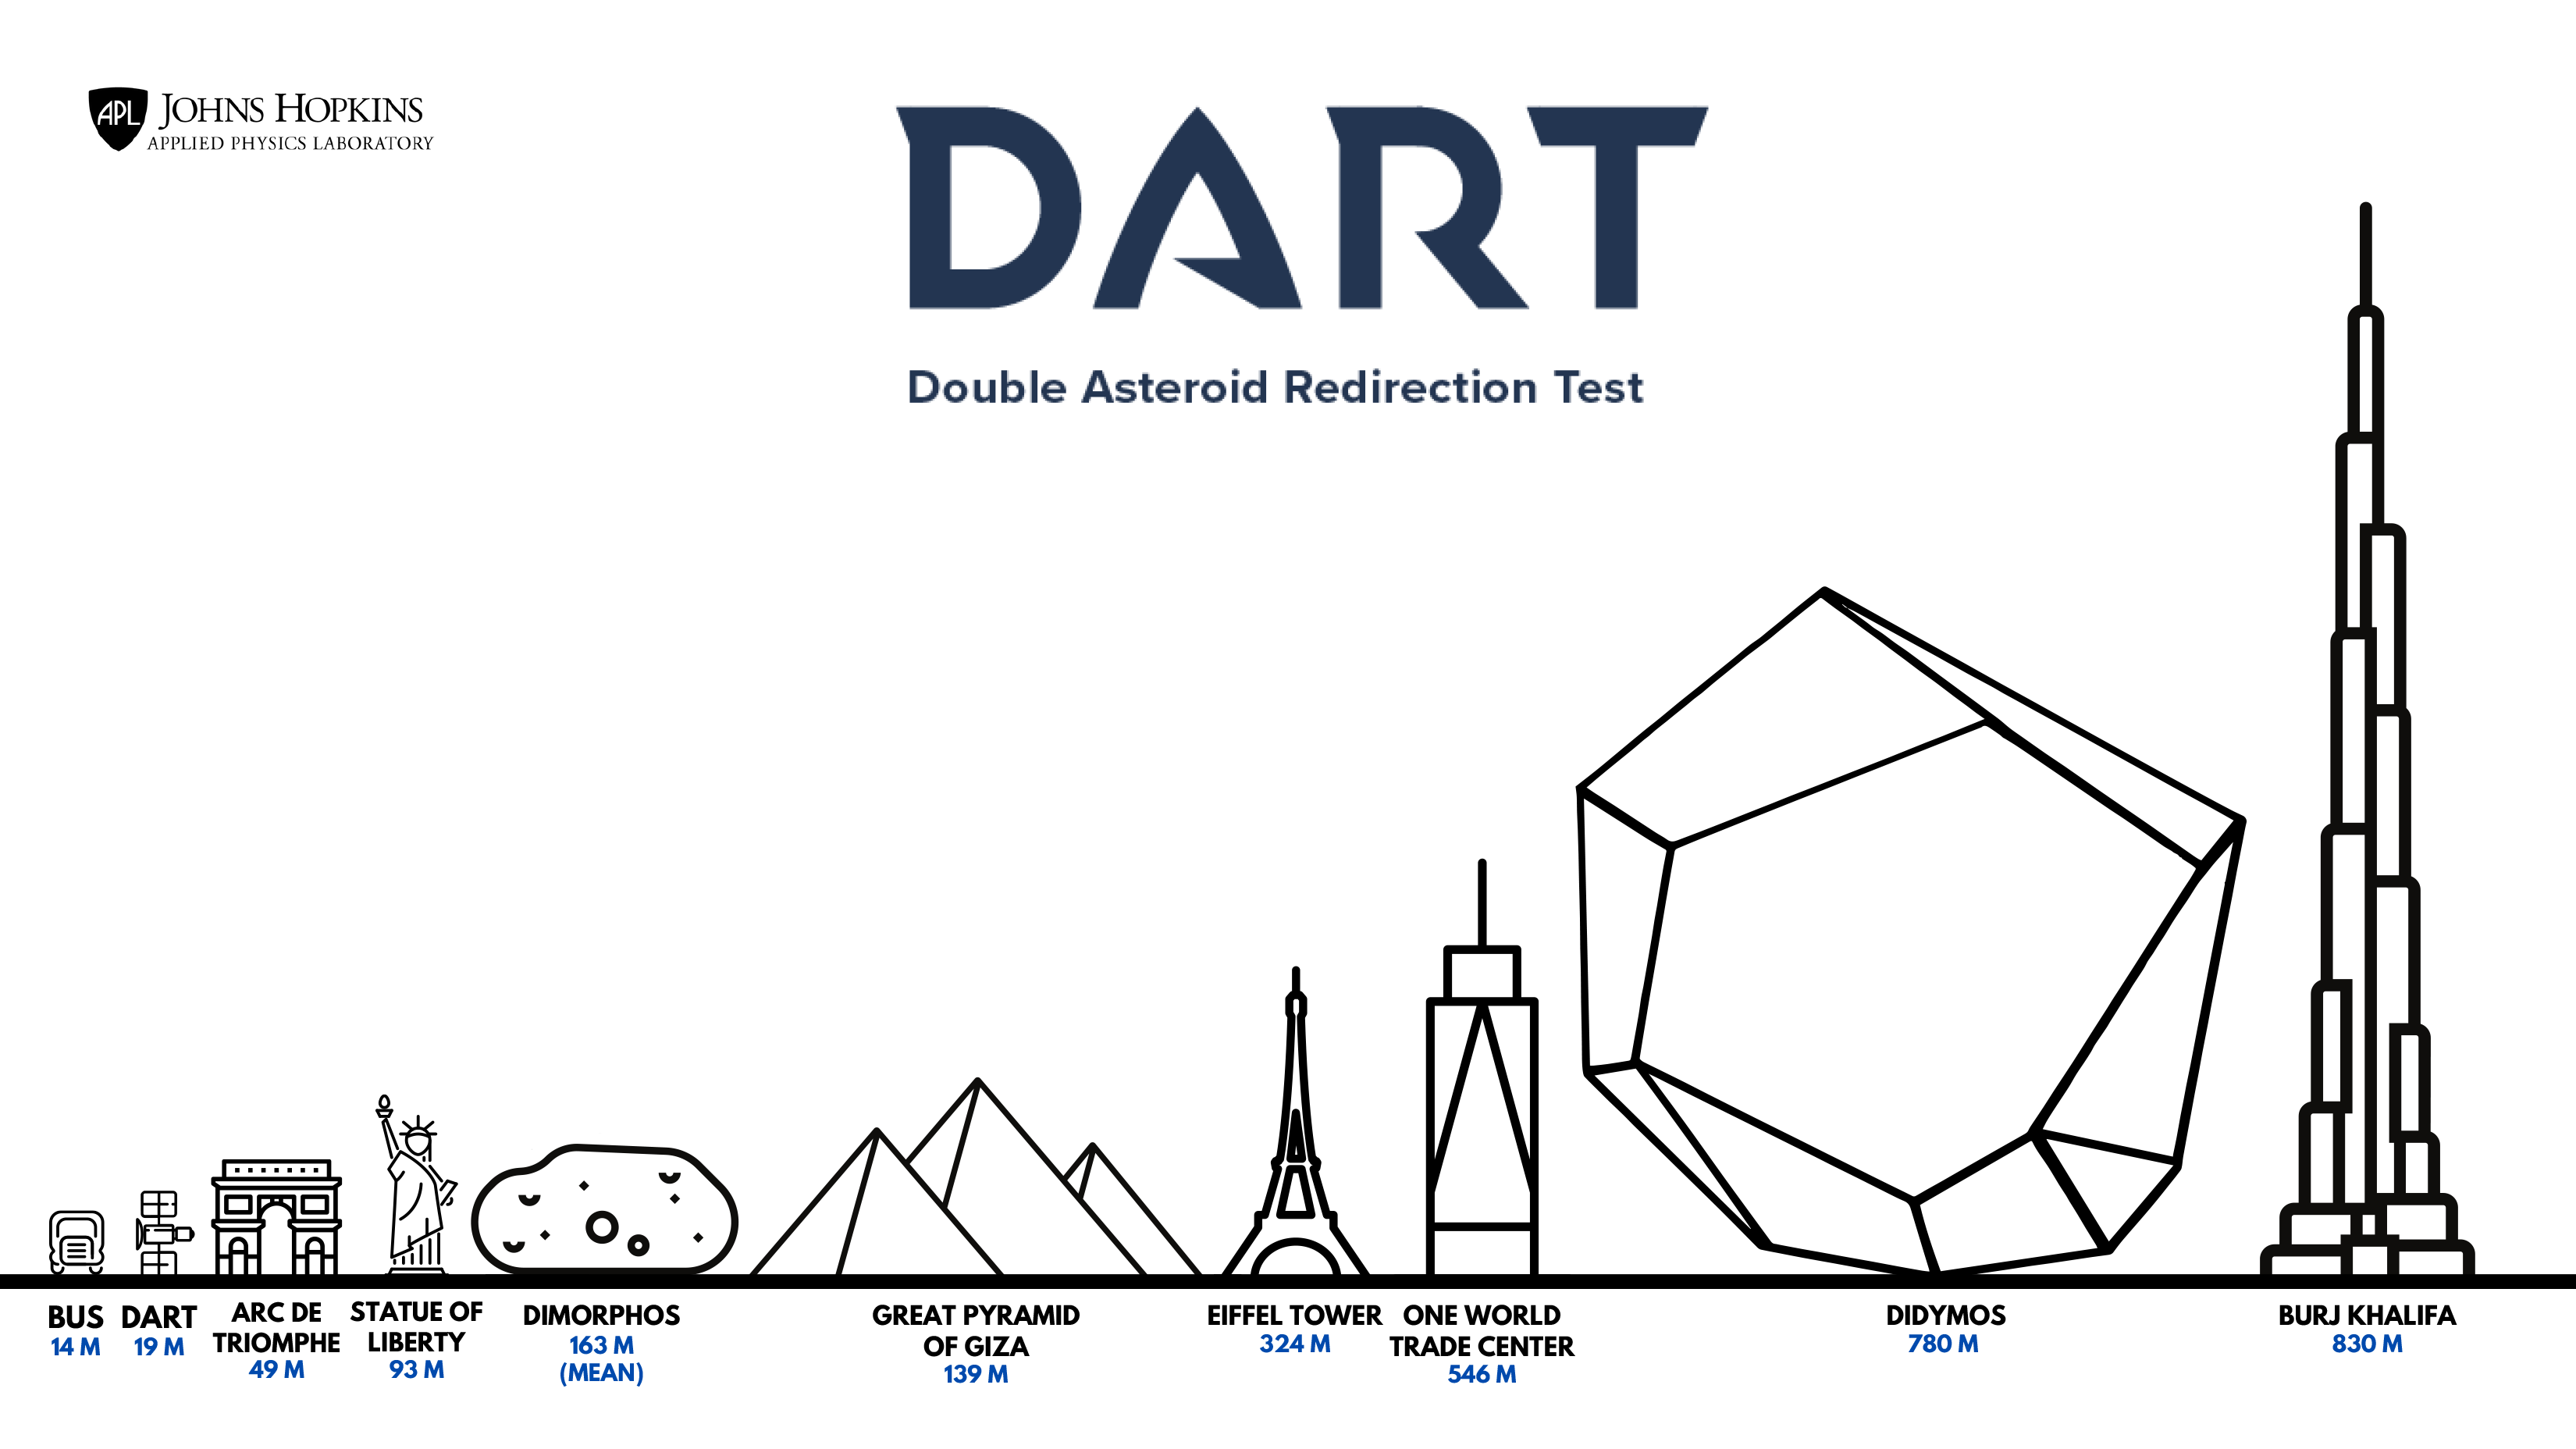 APL JOHNS HOPKINS
APPLIED PHYSICS LABORATORY
DART
Double Asteroid Redirection Test
BUS
14 M
DART
19 M
ARC DE
TRIOMPHE
49 M
STATUE OF
LIBERTY
93 M
DIMORPHOS
163 M
(MEAN)
GREAT PYRAMID
OF GIZA
139 M
EIFFEL TOWER
324 M
ONE WORLD
TRADE CENTER
546 M
DIDYMOS
780 M
BURJ KHALIFA
830 M